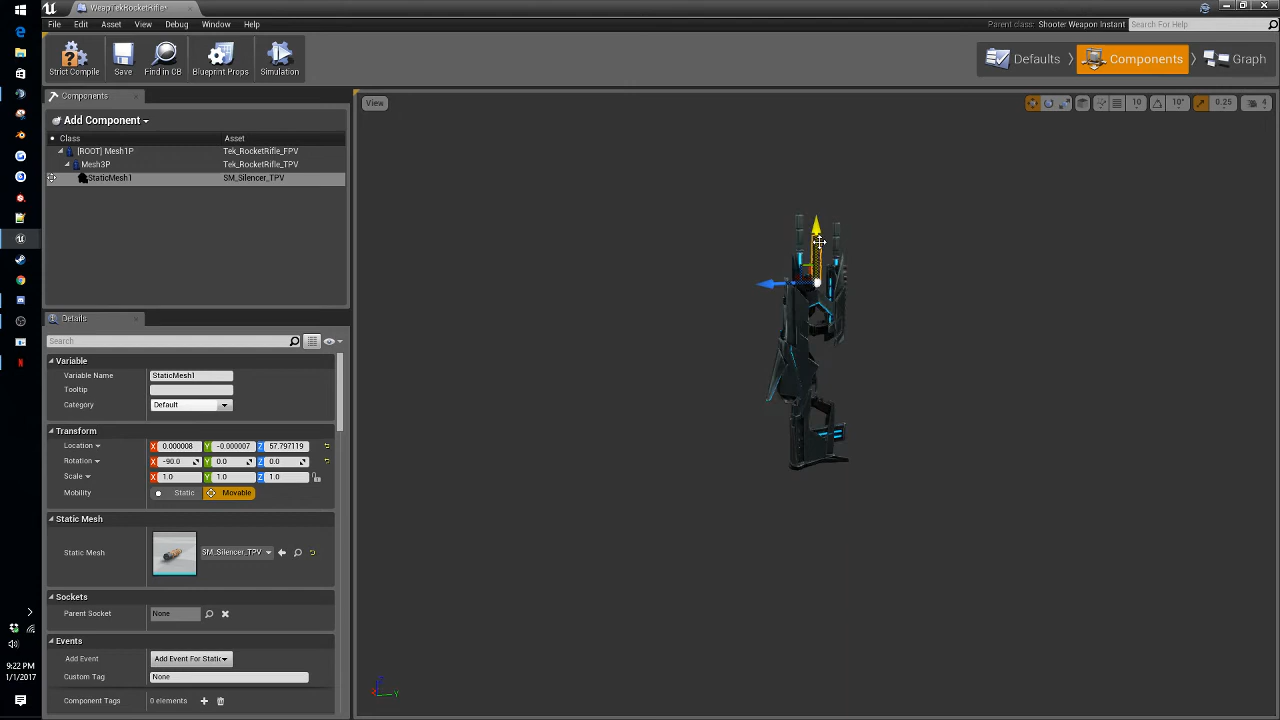 WeapTekRocketRifle*
File Edit Asset View Debug Window Help
Parent class: Shooter Weapon Instant
Search For Help
Strict Compile Save Find in CB Blueprint Props Simulation
Defaults Components Graph
Components
Add Component
Class Asset
[ROOT] Mesh1P Tek_RocketRifle_FPV
Mesh3P Tek_RocketRifle_TPV
StaticMesh1 SM_Silencer_TPV
View
10 10° 0.25 4
Details
Search
Variable
Variable Name StaticMesh1
Tooltip
Category Default
Transform
Location X 0.000008 Y -0.000007 Z 57.797119
Rotation X -90.0 Y 0.0 Z 0.0
Scale X 1.0 Y 1.0 Z 1.0
Mobility Static Movable
Static Mesh
Static Mesh SM_Silencer_TPV
Sockets
Parent Socket None
Events
Add Event Add Event For Static
Custom Tag None
Component Tags 0 elements
9:22 PM
1/1/2017
Z Y